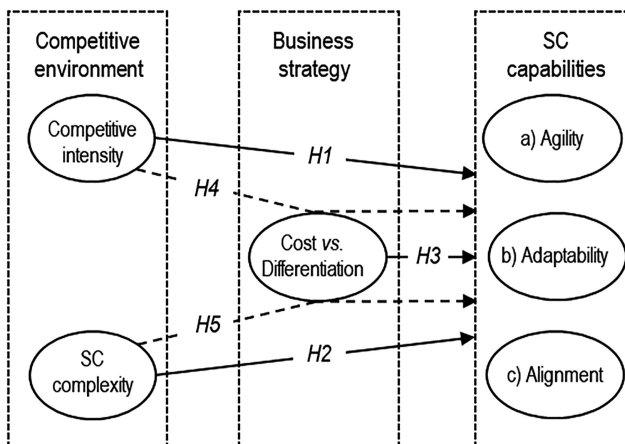 Competitive
environment
Business
strategy
SC
capabilities
Competitive
intensity
H1
a) Agility
H4
Cost vs.
Differentiation
H3
b) Adaptability
H5
SC
complexity
H2
c) Alignment